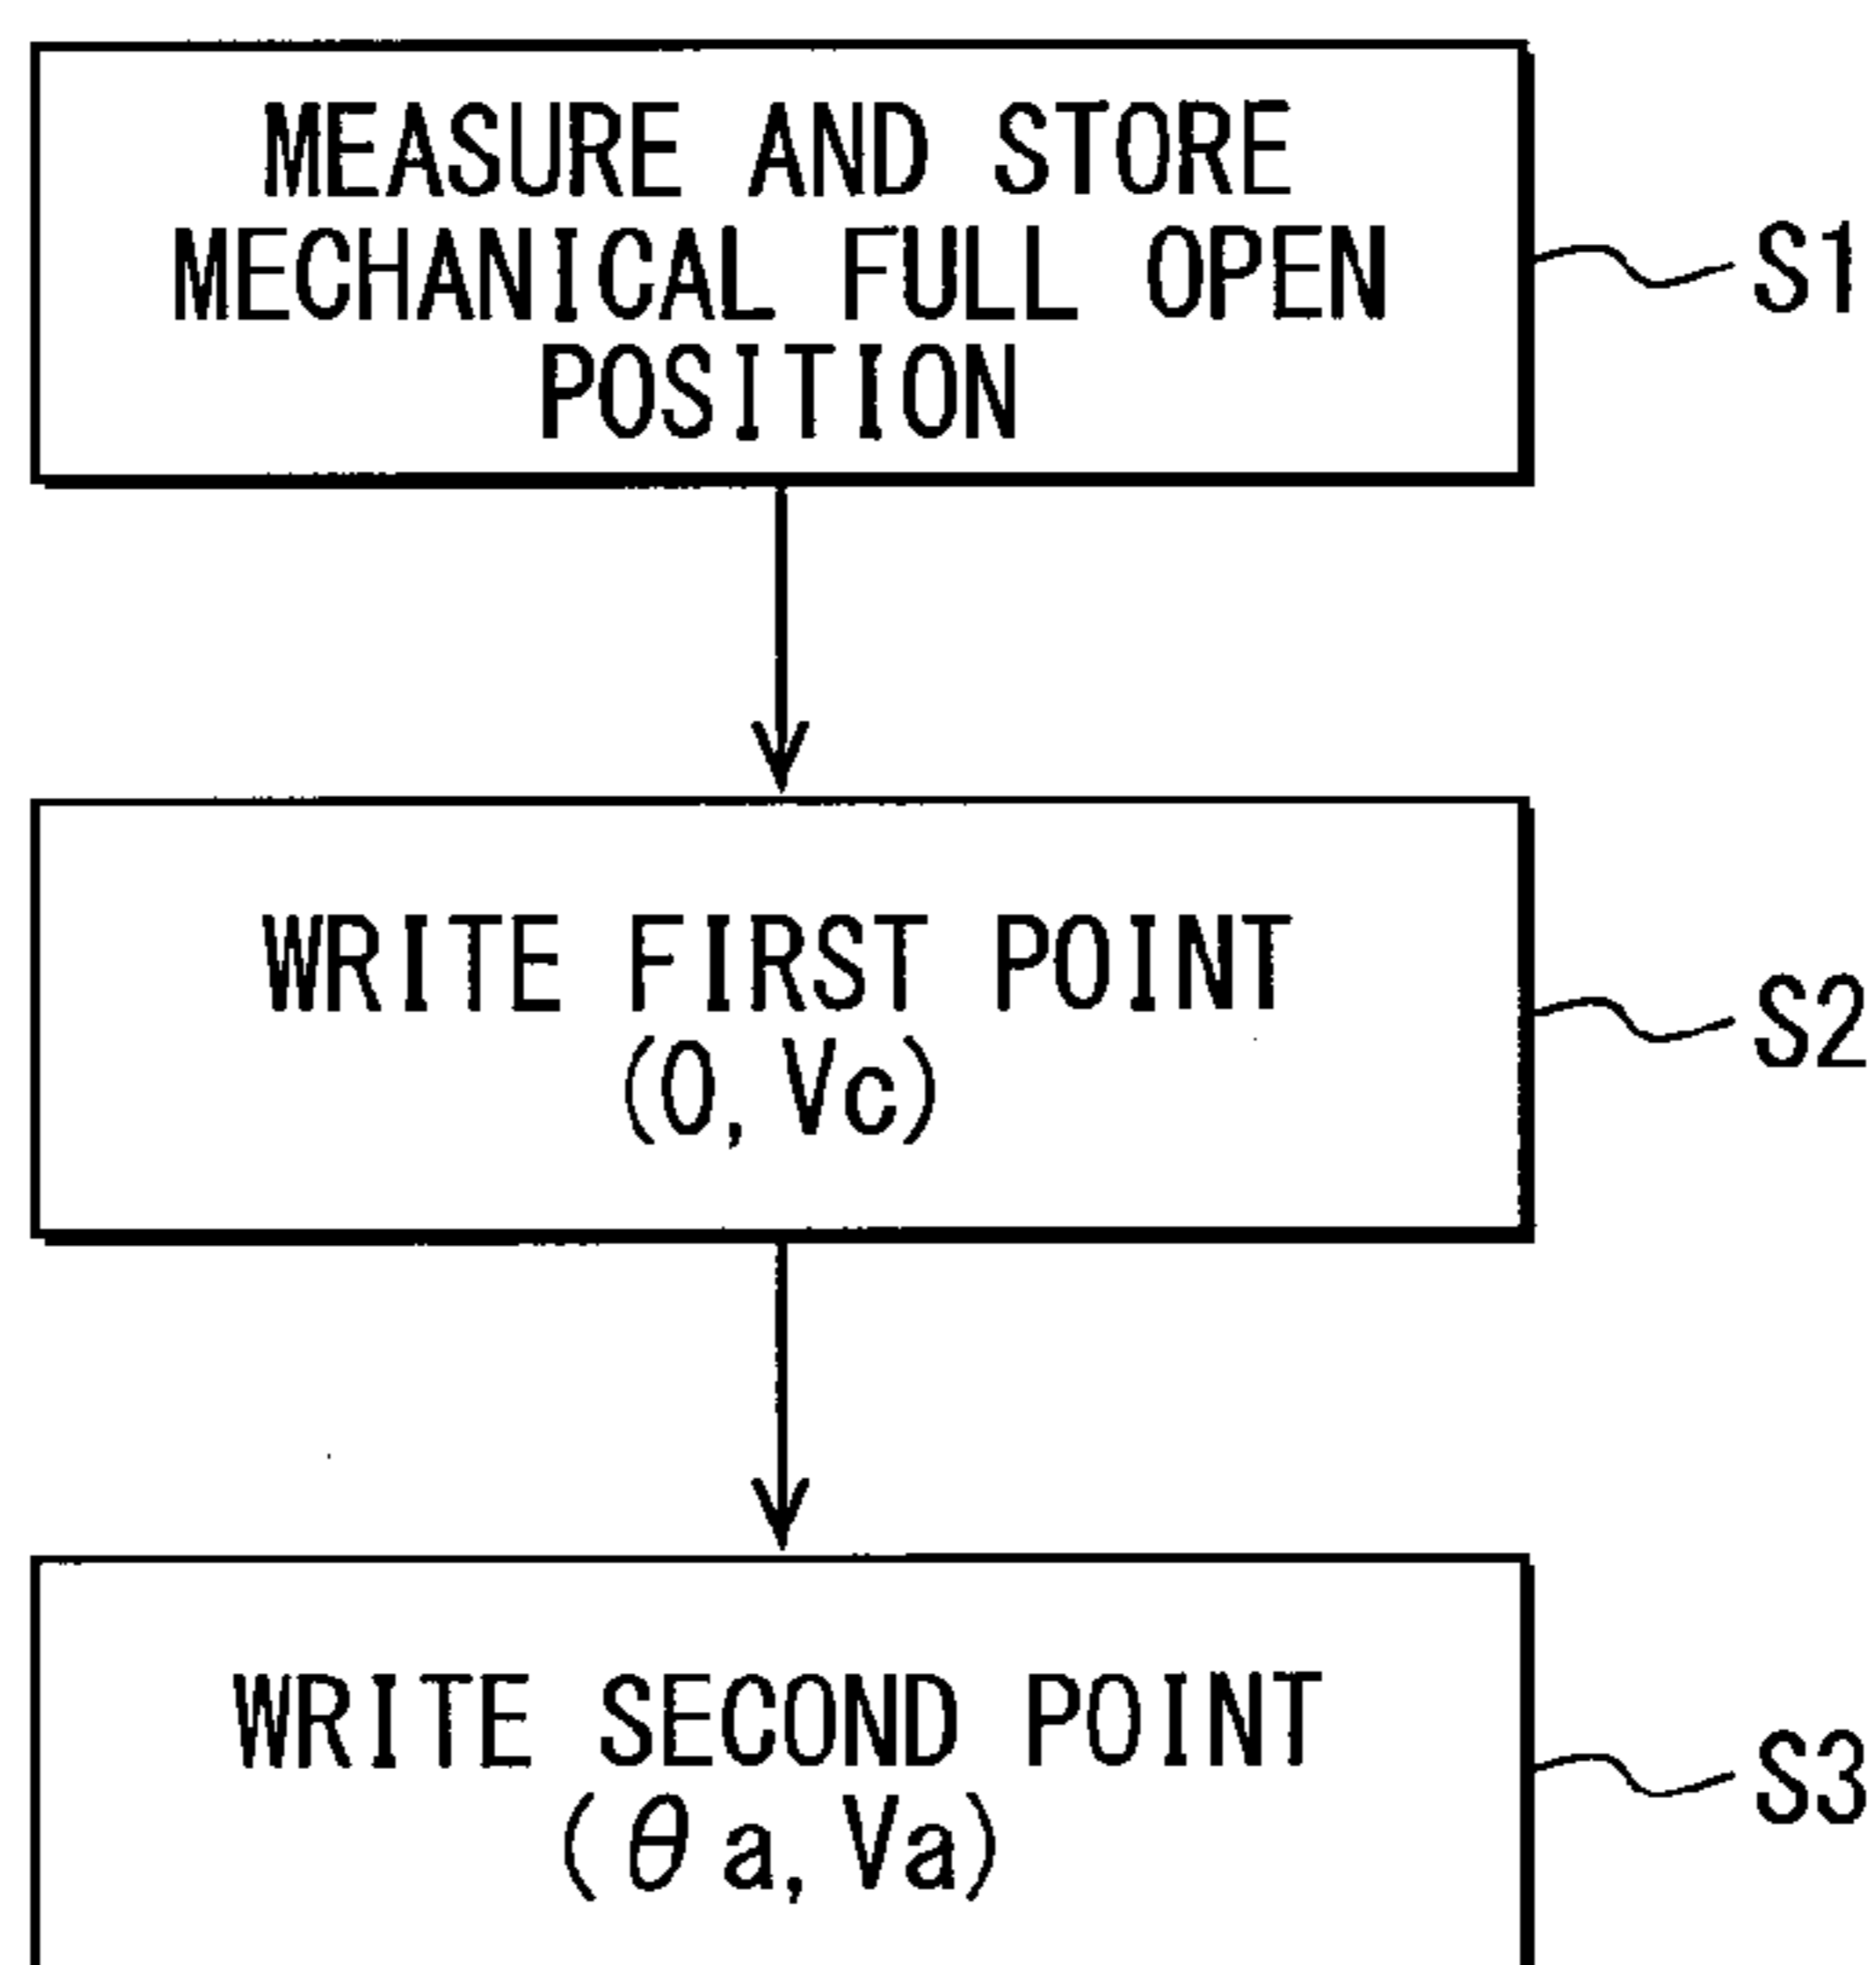 MEASURE AND STORE
MECHANICAL FULL OPEN
POSITION
S1
WRITE FIRST POINT
(0, Vc)
S2
WRITE SECOND POINT
(θa, Va)
S3